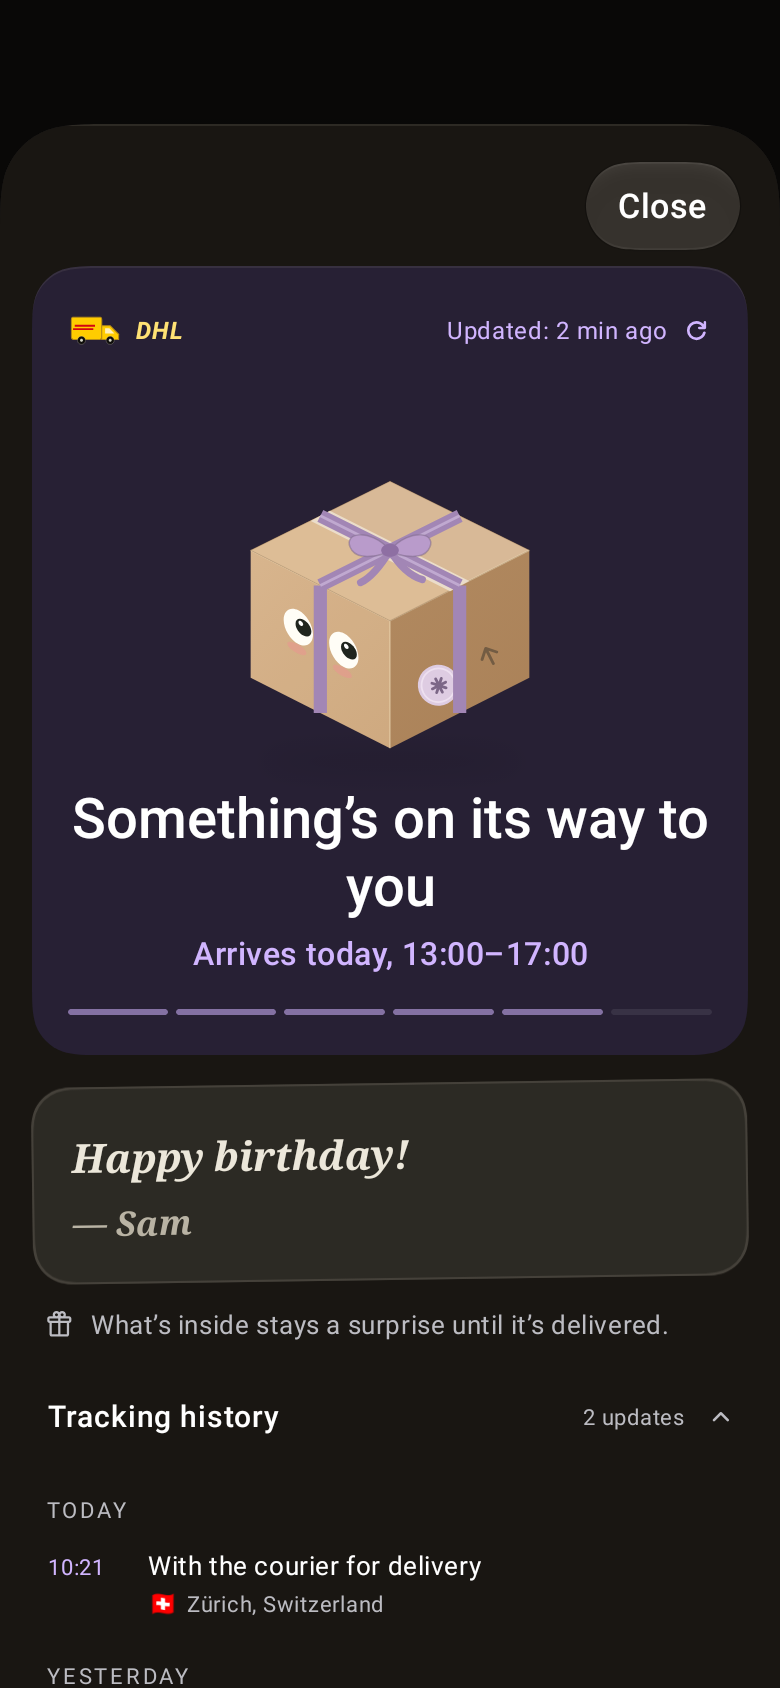 Close
DHL
Updated: 2 min ago
Something’s on its way to
you
Arrives today, 13:00–17:00
Happy birthday!
— Sam
What’s inside stays a surprise until it’s delivered.
Tracking history
2 updates
TODAY
10:21
With the courier for delivery
Zürich, Switzerland
YESTERDAY